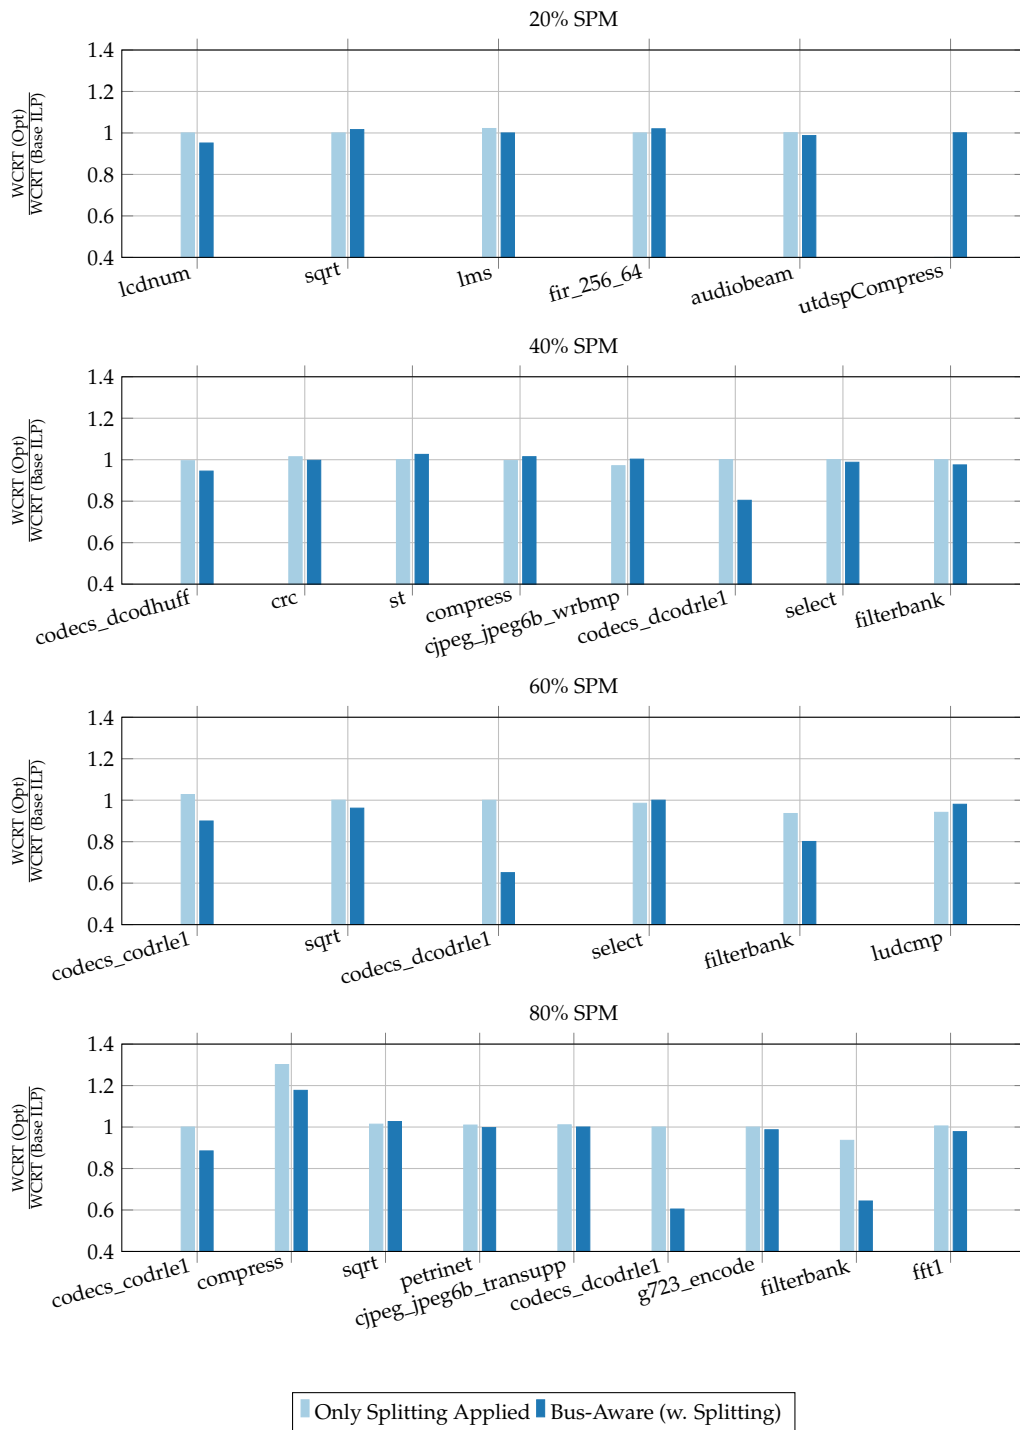 20% SPM
WCRT (Opt)
WCRT (Base ILP)
1.4
1.2
1
0.8
0.6
0.4
lcdnum
sqrt
lms
fir_256_64
audiobeam
utdspCompress
40% SPM
WCRT (Opt)
WCRT (Base ILP)
1.4
1.2
1
0.8
0.6
0.4
codecs_dcodhuff
crc
st
compress
cjpeg_jpeg6b_wrbmp
codecs_dcodrle1
select
filterbank
60% SPM
WCRT (Opt)
WCRT (Base ILP)
1.4
1.2
1
0.8
0.6
0.4
codecs_codrle1
sqrt
codecs_dcodrle1
select
filterbank
ludcmp
80% SPM
WCRT (Opt)
WCRT (Base ILP)
1.4
1.2
1
0.8
0.6
0.4
codecs_codrle1
compress
sqrt
petrinet
cjpeg_jpeg6b_transupp
codecs_dcodrle1
g723_encode
filterbank
fft1
Only Splitting Applied
Bus-Aware (w. Splitting)